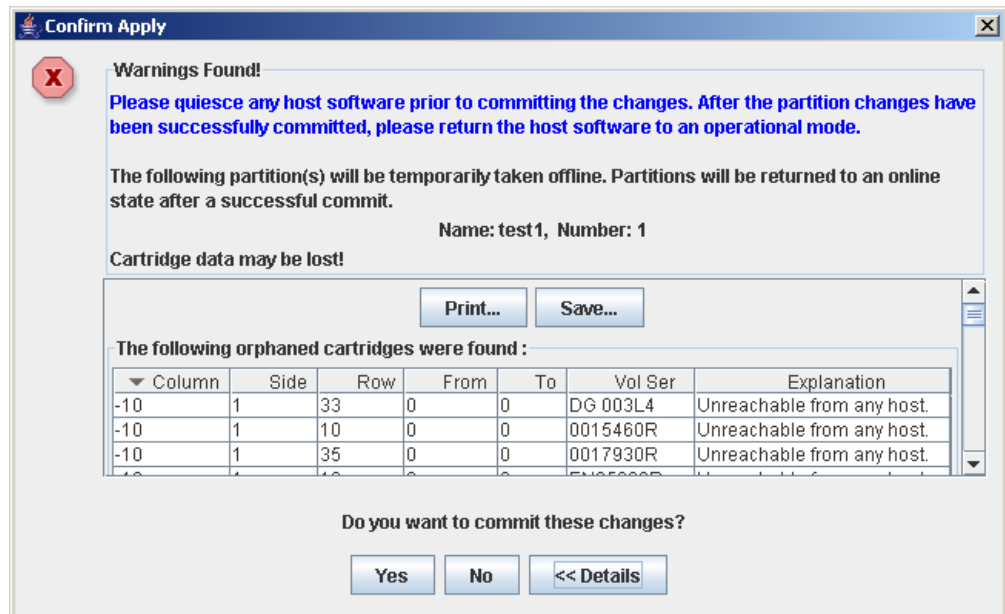 Confirm Apply
X
Warnings Found!
Please quiesce any host software prior to committing the changes. After the partition changes have
been successfully committed, please return the host software to an operational mode.
The following partition(s) will be temporarily taken offline. Partitions will be returned to an online
state after a successful commit.
Name: test1, Number: 1
Cartridge data may be lost!
Print... Save...
The following orphaned cartridges were found :
Column Side Row From To Vol Ser Explanation
-10 1 33 0 0 DG 003L4 Unreachable from any host.
-10 1 10 0 0 0015460R Unreachable from any host.
-10 1 35 0 0 0017930R Unreachable from any host.
Do you want to commit these changes?
Yes No << Details